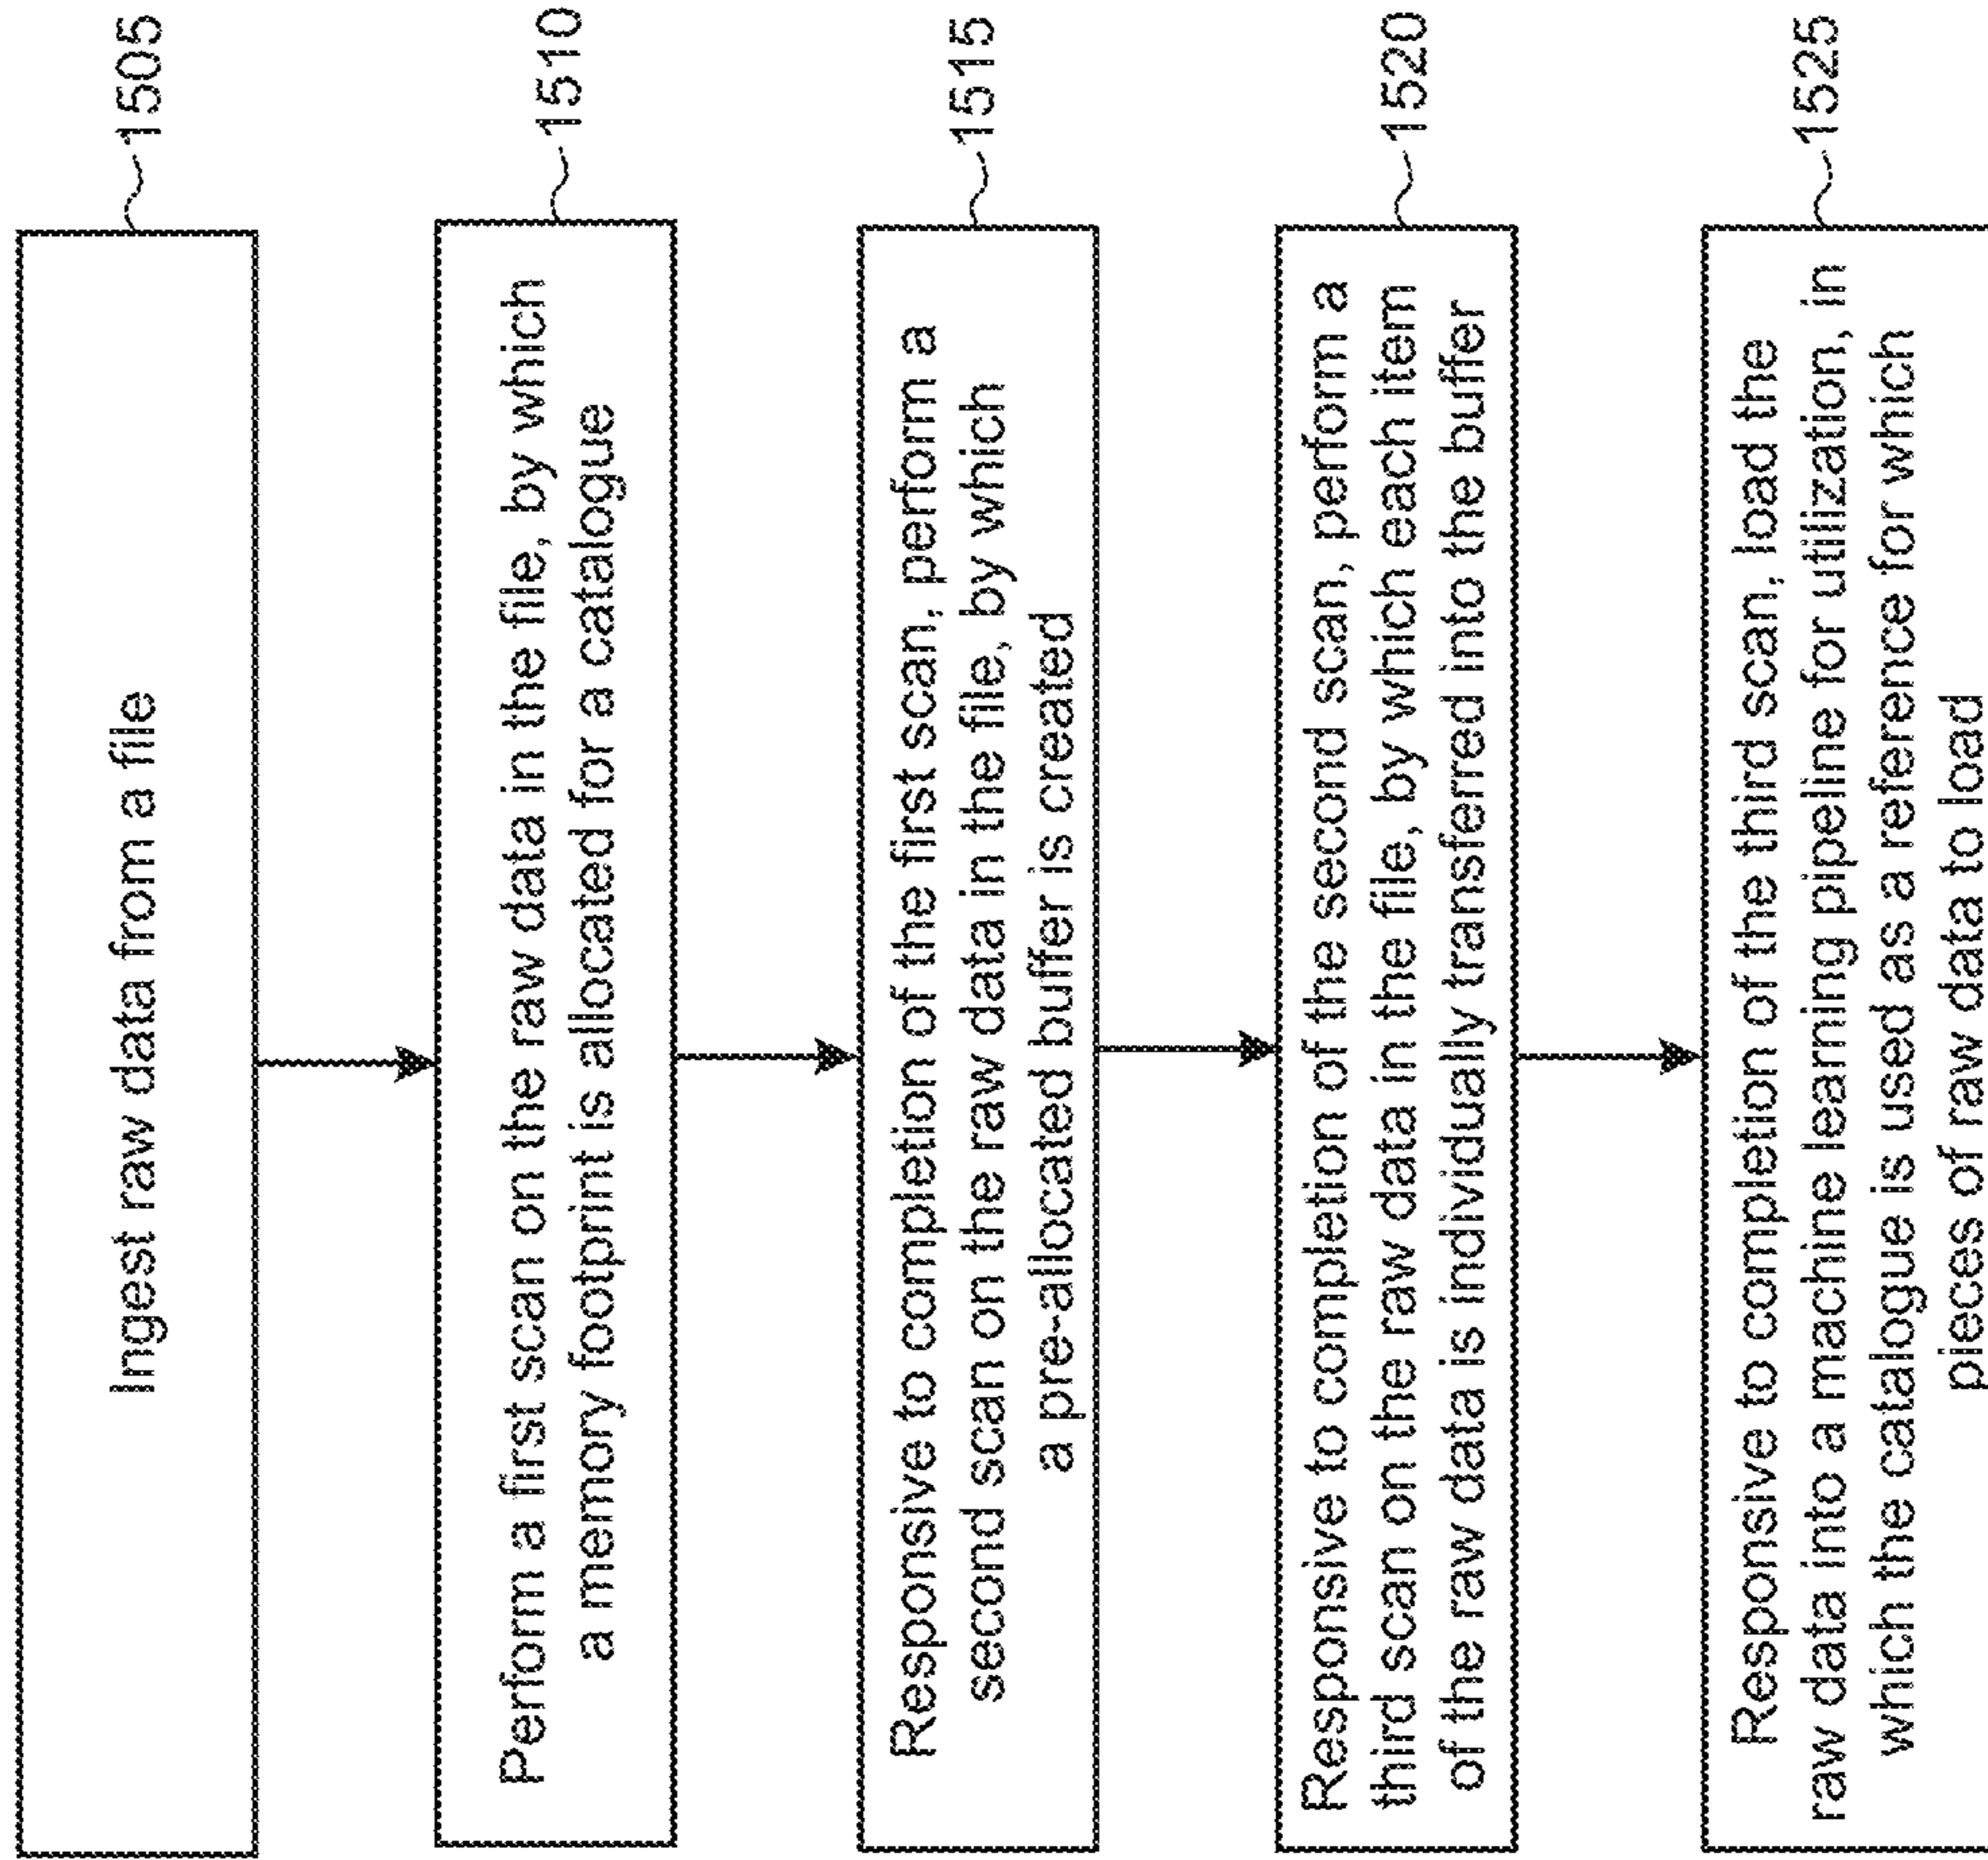 Ingest raw data from a file
1505
Perform a first scan on the raw data in the file, by which
a memory footprint is allocated for a catalogue
1510
Responsive to completion of the first scan, perform a
second scan on the raw data in the file, by which
a pre-allocated buffer is created
1515
Responsive to completion of the second scan, perform a
third scan on the raw data in the file, by which each item
of the raw data is individually transferred into the buffer
1520
Responsive to completion of the third scan, load the
raw data into a machine learning pipeline for utilization, in
which the catalogue is used as a reference for which
pieces of raw data to load
1525